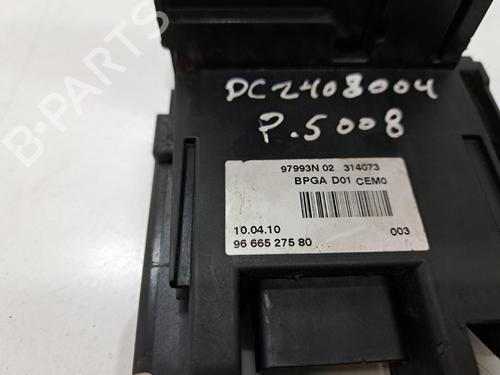 DC2408004
P.5008
97993N 02 314073
BPGA D01 CEM0
10.04.10
003
96 665 275 80
B-PARTS